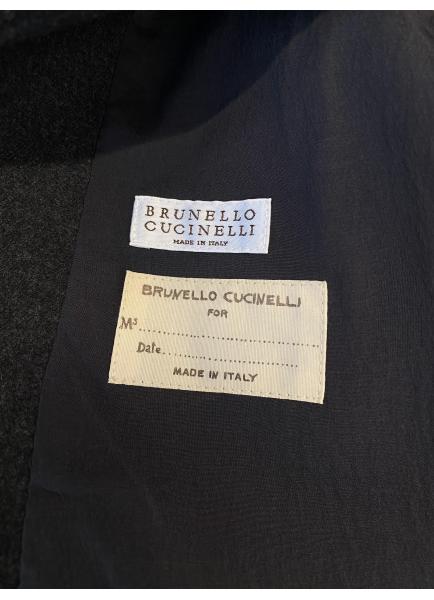 BRUNELLO
CUCINELLI
MADE IN ITALY
BRUNELLO CUCINELLI
FOR
Ms.......................................
Date..............................
MADE IN ITALY